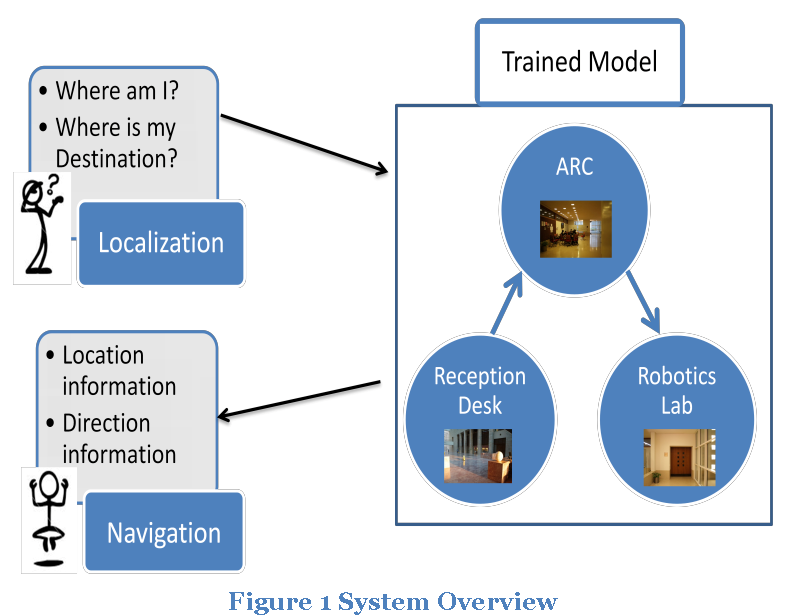 Trained Model
• Where am I?
• Where is my
Destination?
?
Localization
ARC
Reception
Desk
Robotics
Lab
• Location
information
• Direction
information
Navigation
Figure 1 System Overview